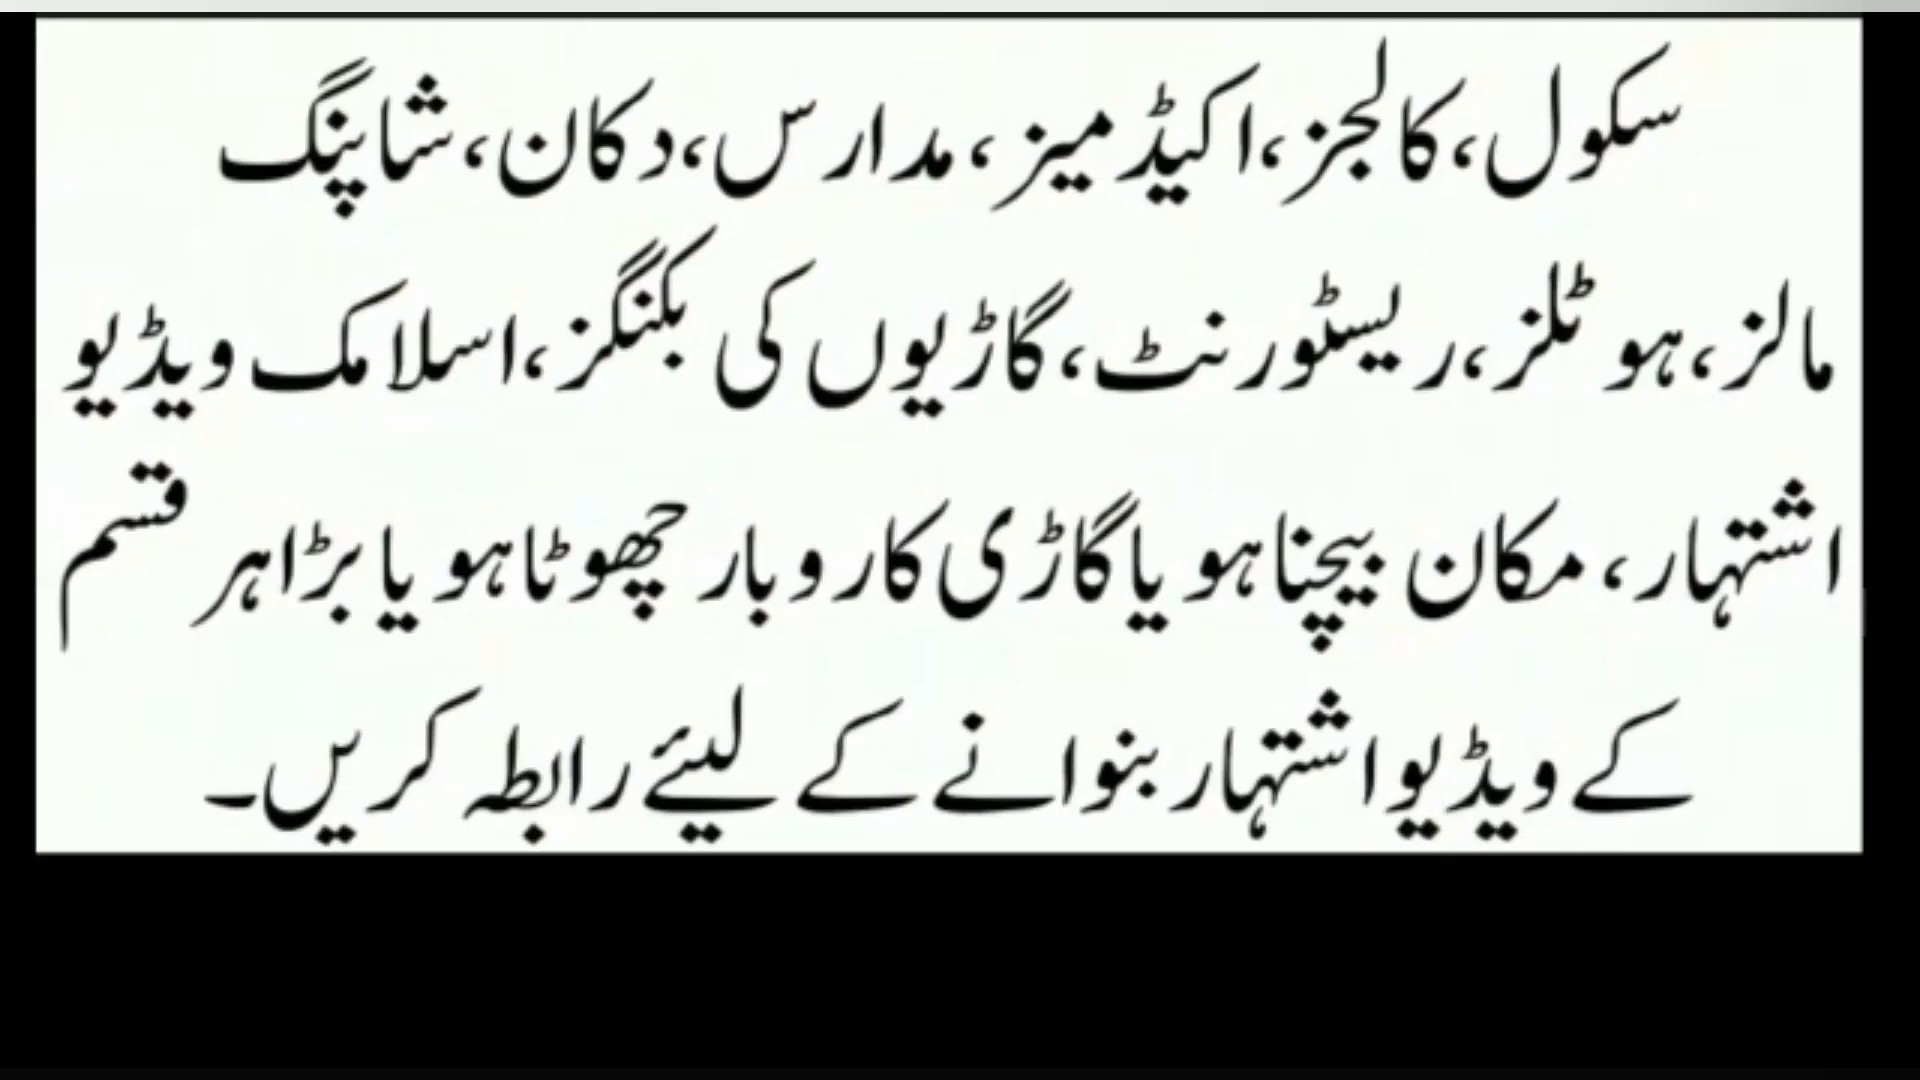 سکول،کالجز،اکیڈمیز،مدارس،دکان،شاپنگ
مالز،ہوٹلز،ریسٹورنٹ،گاڑیوں کی بکنگز،اسلامک ویڈیو
اشتہار،مکان بیچنا ہو یا گاڑی کاروبار چھوٹا ہو یا بڑا ہر قسم
کے ویڈیو اشتہار بنوانے کے لیئے رابطہ کریں۔